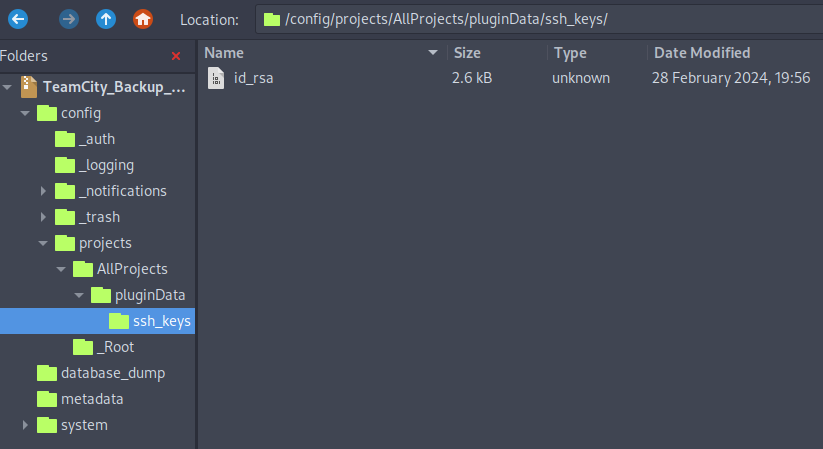 Location: /config/projects/AllProjects/pluginData/ssh_keys/
Folders
Name Size Type Date Modified
TeamCity_Backup_...
id_rsa 2.6 kB unknown 28 February 2024, 19:56
config
_auth
_logging
_notifications
_trash
projects
AllProjects
pluginData
ssh_keys
_Root
database_dump
metadata
system